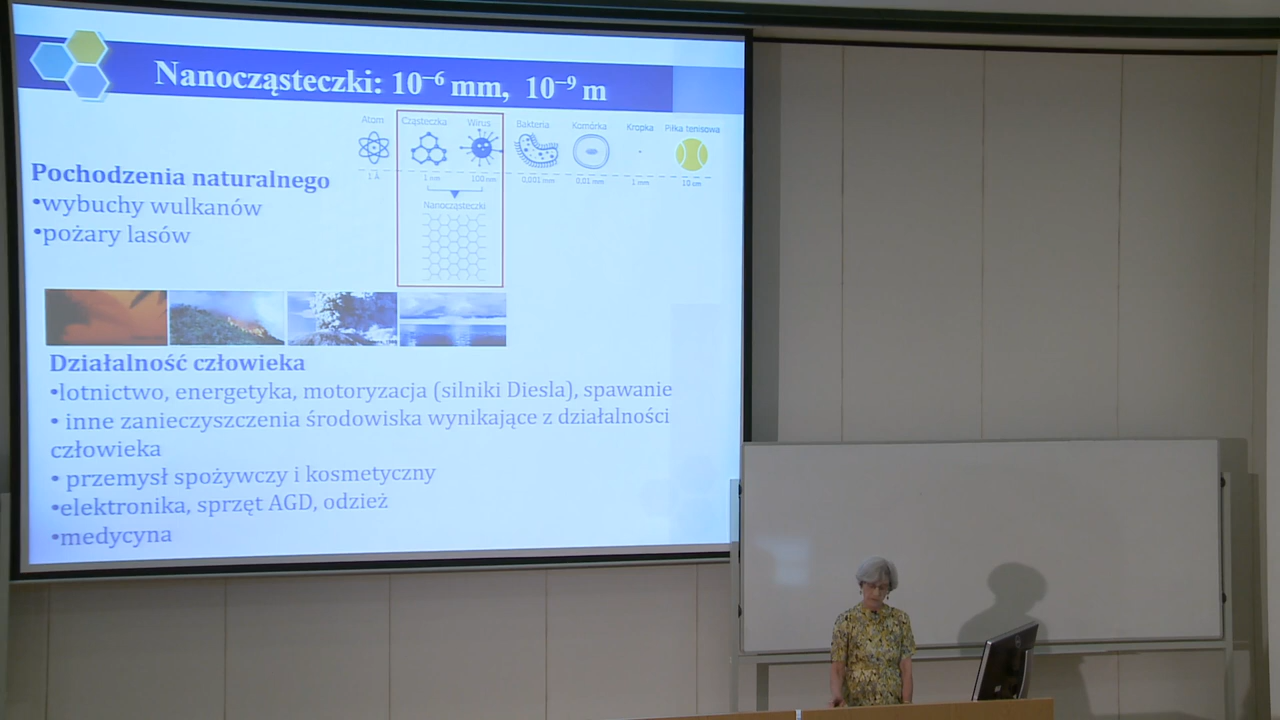 Nanocząsteczki: 10⁻⁶ mm, 10⁻⁹ m
Atom Cząsteczka Wirus Bakteria Komórka Kropka Piłka tenisowa
1 Å 1 nm 100 nm 0,001 mm 0,01 mm 1 mm 10 cm
Nanocząsteczki
Pochodzenia naturalnego
•wybuchy wulkanów
•pożary lasów
Działalność człowieka
•lotnictwo, energetyka, motoryzacja (silniki Diesla), spawanie
• inne zanieczyszczenia środowiska wynikające z działalności
człowieka
• przemysł spożywczy i kosmetyczny
•elektronika, sprzęt AGD, odzież
•medycyna